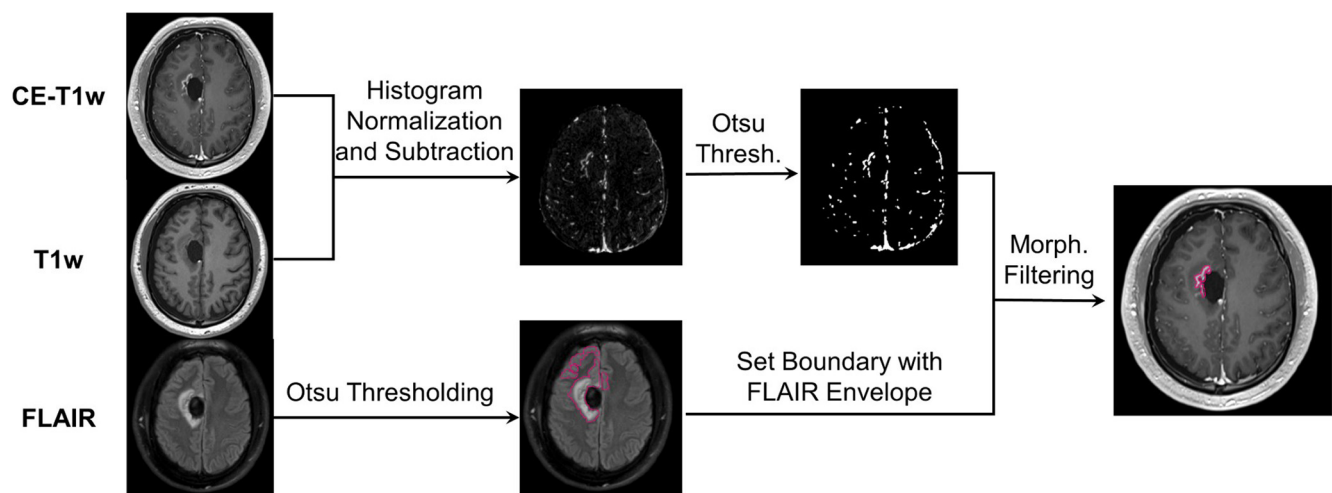 CE-T1w
Histogram
Normalization
and Subtraction
Otsu
Thresh.
T1w
Morph.
Filtering
FLAIR
Otsu Thresholding
Set Boundary with
FLAIR Envelope